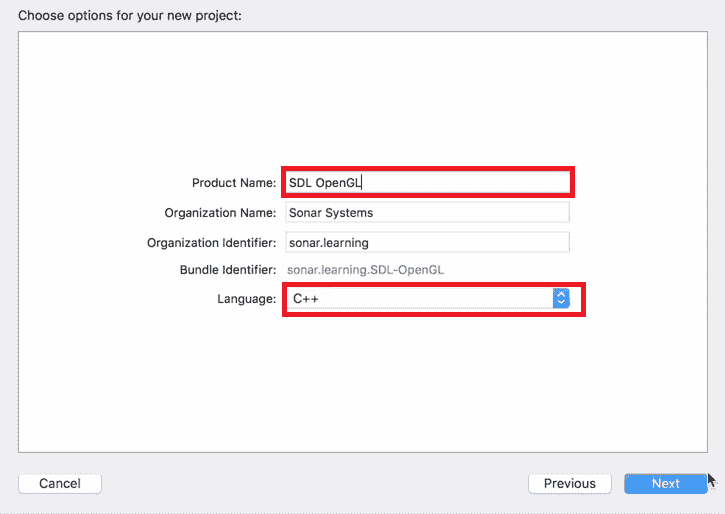 Choose options for your new project:
Product Name: SDL OpenGL
Organization Name: Sonar Systems
Organization Identifier: sonar.learning
Bundle Identifier: sonar.learning.SDL-OpenGL
Language: C++
Cancel Previous Next